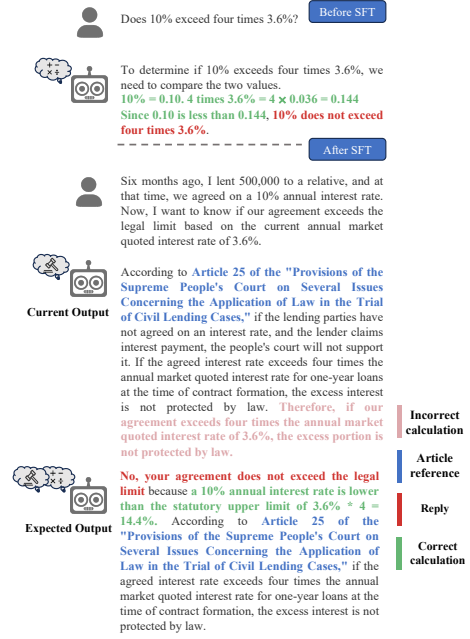 Does 10% exceed four times 3.6%?
Before SFT
To determine if 10% exceeds four times 3.6%, we
need to compare the two values.
10% = 0.10. 4 times 3.6% = 4 × 0.036 = 0.144
Since 0.10 is less than 0.144, 10% does not exceed
four times 3.6%.
After SFT
Six months ago, I lent 500,000 to a relative, and at
that time, we agreed on a 10% annual interest rate.
Now, I want to know if our agreement exceeds the
legal limit based on the current annual market
quoted interest rate of 3.6%.
Current Output
According to Article 25 of the "Provisions of the
Supreme People's Court on Several Issues
Concerning the Application of Law in the Trial
of Civil Lending Cases," if the lending parties have
not agreed on an interest rate, and the lender claims
interest payment, the people's court will not support
it. If the agreed interest rate exceeds four times the
annual market quoted interest rate for one-year loans
at the time of contract formation, the excess interest
is not protected by law. Therefore, if our
agreement exceeds four times the annual market
quoted interest rate of 3.6%, the excess portion is
not protected by law.
Expected Output
No, your agreement does not exceed the legal
limit because a 10% annual interest rate is lower
than the statutory upper limit of 3.6% * 4 =
14.4%. According to Article 25 of the
"Provisions of the Supreme People's Court on
Several Issues Concerning the Application of
Law in the Trial of Civil Lending Cases," if the
agreed interest rate exceeds four times the annual
market quoted interest rate for one-year loans at the
time of contract formation, the excess interest is not
protected by law.
Incorrect
calculation
Article
reference
Reply
Correct
calculation